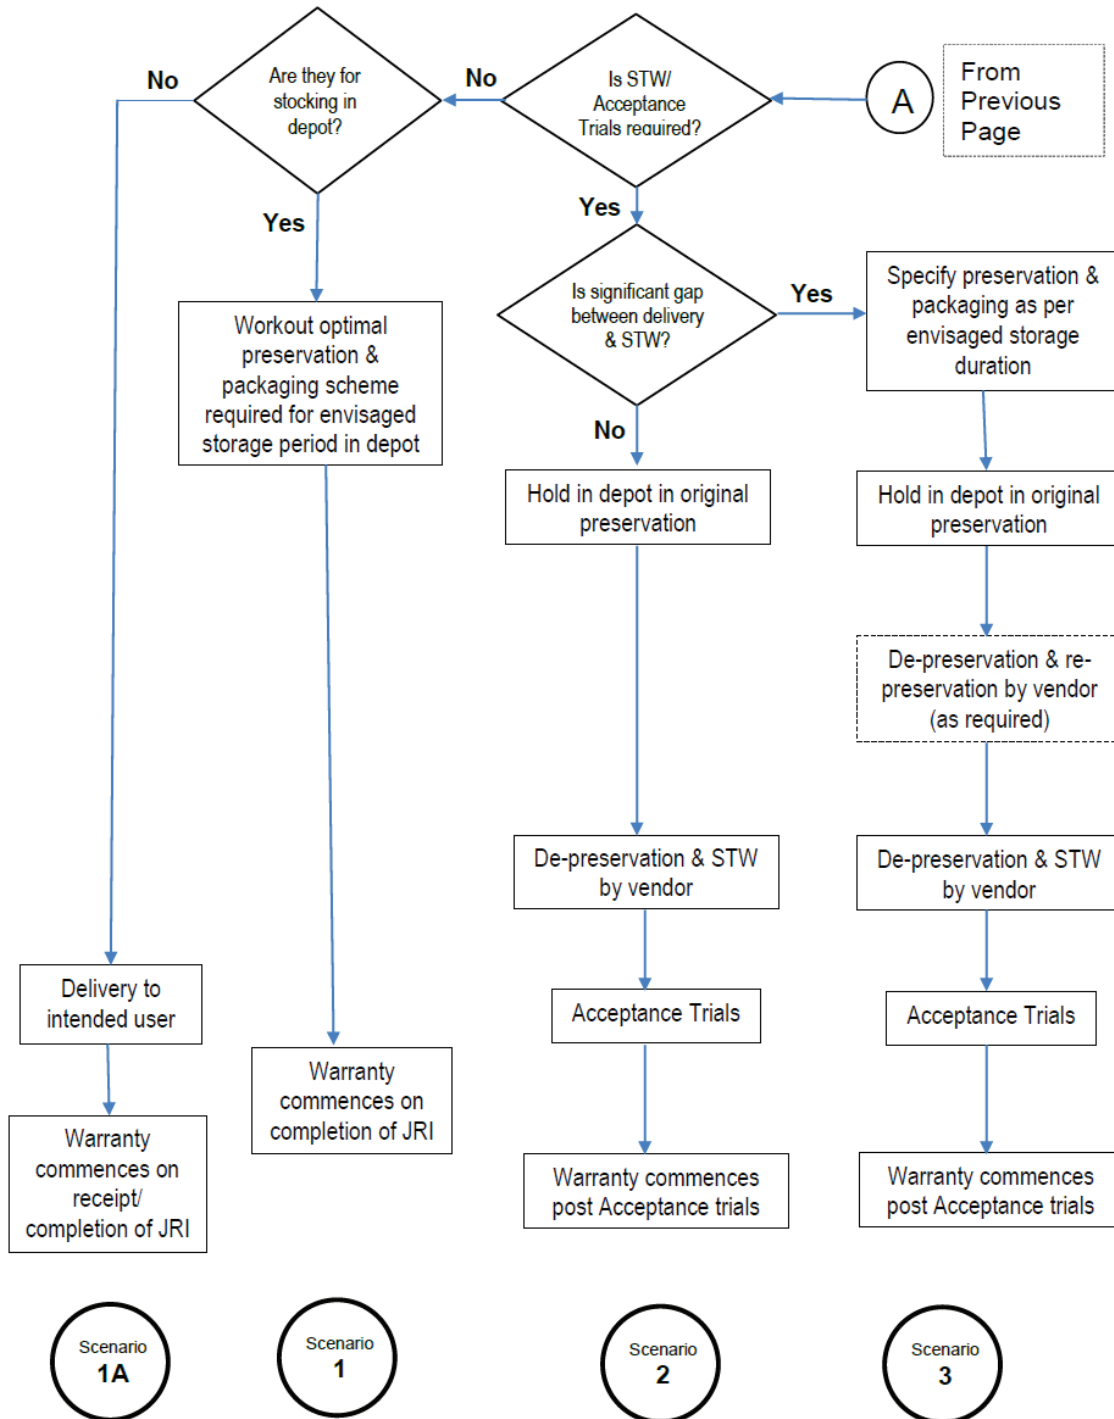 No
Are they for
stocking in
depot?
No
Is STW/
Acceptance
Trials required?
A
From
Previous
Page
Yes
Yes
Is significant gap
between delivery
& STW?
Yes
Specify preservation &
packaging as per
envisaged storage
duration
Workout optimal
preservation &
packaging scheme
required for envisaged
storage period in depot
No
Hold in depot in original
preservation
Hold in depot in original
preservation
De-preservation & re-
preservation by vendor
(as required)
De-preservation & STW
by vendor
De-preservation & STW
by vendor
Delivery to
intended user
Acceptance Trials
Acceptance Trials
Warranty
commences on
completion of JRI
Warranty
commences on
receipt/
completion of JRI
Warranty commences
post Acceptance trials
Warranty commences
post Acceptance trials
Scenario
1A
Scenario
1
Scenario
2
Scenario
3